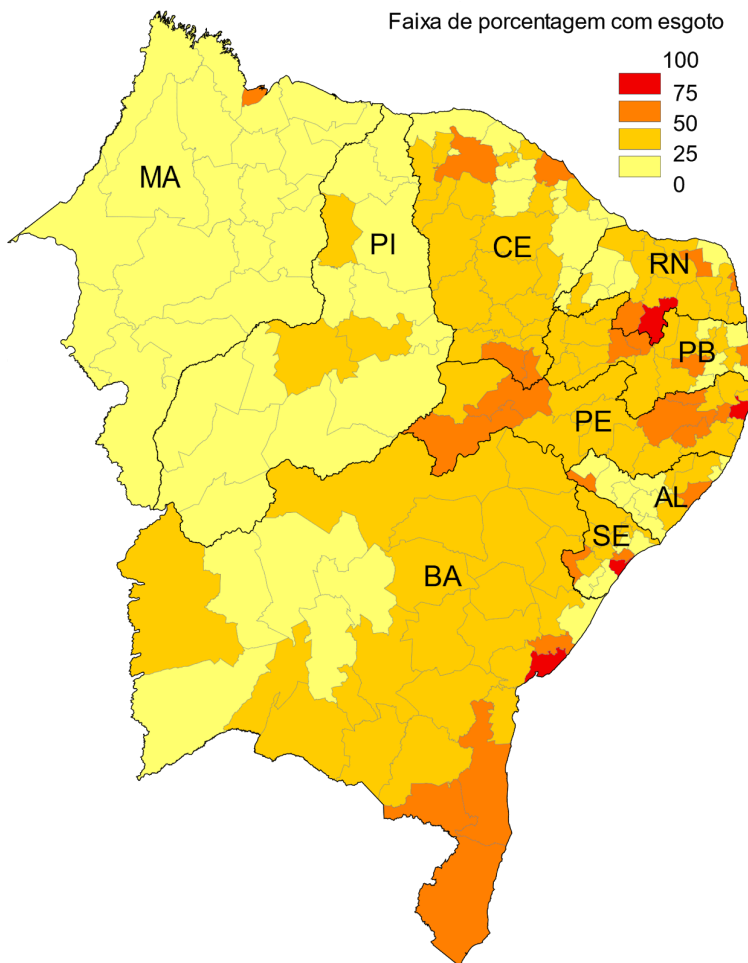 Faixa de porcentagem com esgoto
100
75
50
25
0
MA
PI
CE
RN
PB
PE
AL
SE
BA